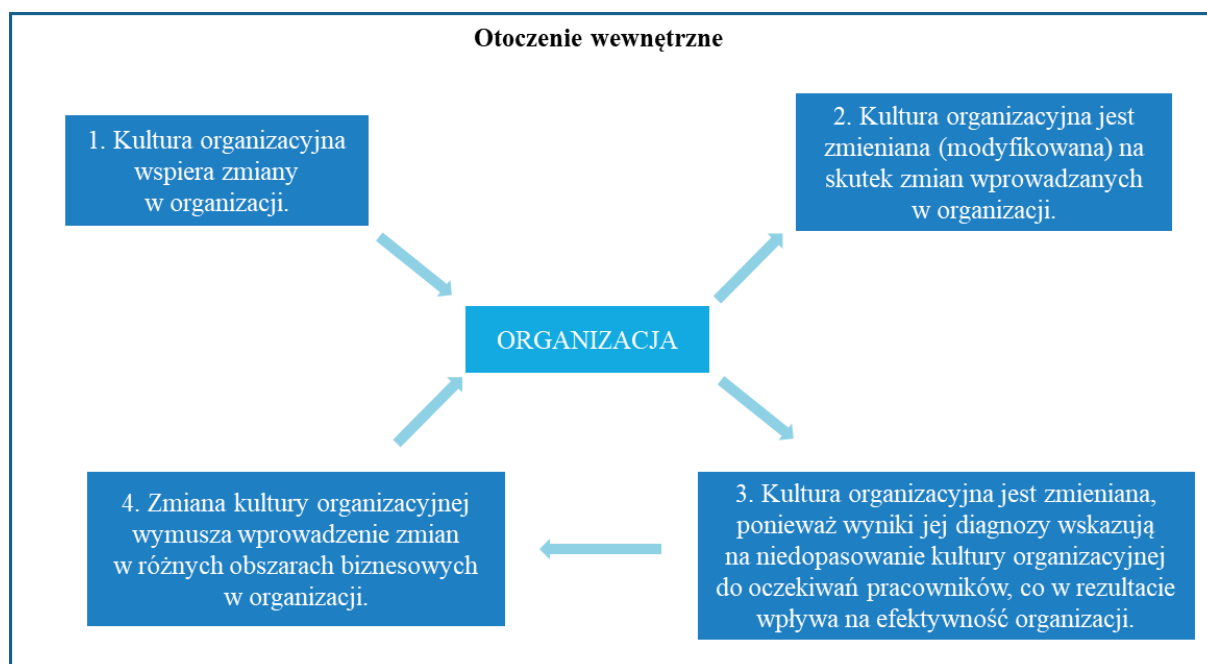 Otoczenie wewnętrzne
1. Kultura organizacyjna
wspiera zmiany
w organizacji.
2. Kultura organizacyjna jest
zmieniana (modyfikowana) na
skutek zmian wprowadzanych
w organizacji.
ORGANIZACJA
4. Zmiana kultury organizacyjnej
wymusza wprowadzenie zmian
w różnych obszarach biznesowych
w organizacji.
3. Kultura organizacyjna jest zmieniana,
ponieważ wyniki jej diagnozy wskazują
na niedopasowanie kultury organizacyjnej
do oczekiwań pracowników, co w rezultacie
wpływa na efektywność organizacji.